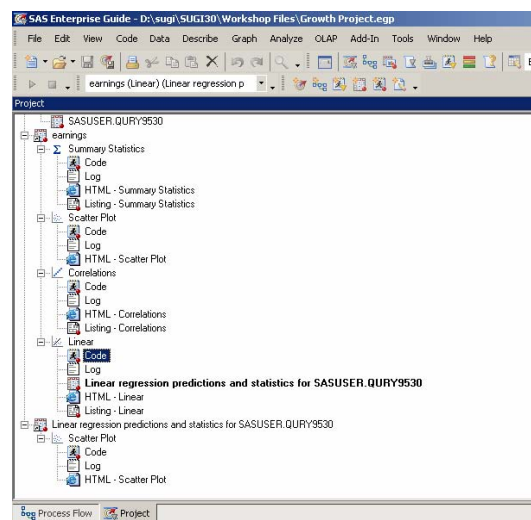 SAS Enterprise Guide - D:\sugi\SUGI30\Workshop Files\Growth Project.egp
File Edit View Code Data Describe Graph Analyze OLAP Add-In Tools Window Help
earnings (Linear) (Linear regression p
Project
SASUSER.QURY9530
earnings
Summary Statistics
Code
Log
HTML - Summary Statistics
Listing - Summary Statistics
Scatter Plot
Code
Log
HTML - Scatter Plot
Correlations
Code
Log
HTML - Correlations
Listing - Correlations
Linear
Code
Log
Linear regression predictions and statistics for SASUSER.QURY9530
HTML - Linear
Listing - Linear
Linear regression predictions and statistics for SASUSER.QURY9530
Scatter Plot
Code
Log
HTML - Scatter Plot
Process Flow Project